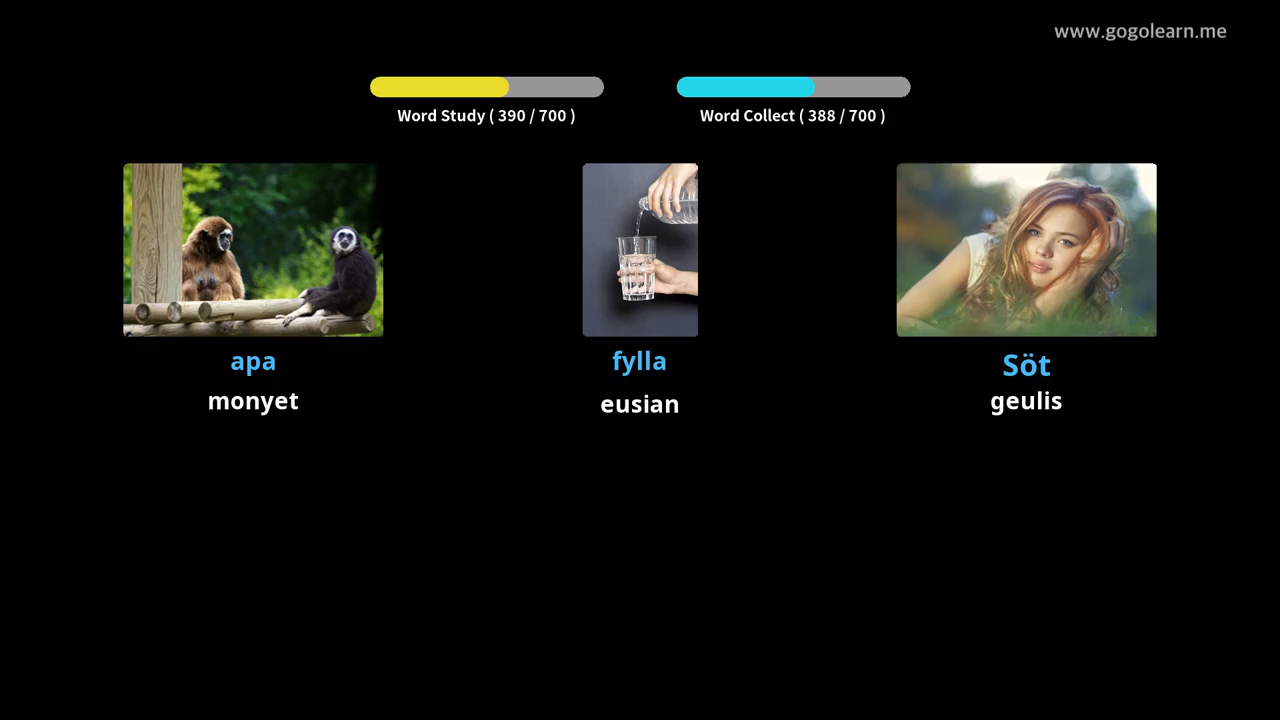 www.gogolearn.me
Word Study ( 390 / 700 )
Word Collect ( 388 / 700 )
apa
monyet
fylla
eusian
Söt
geulis